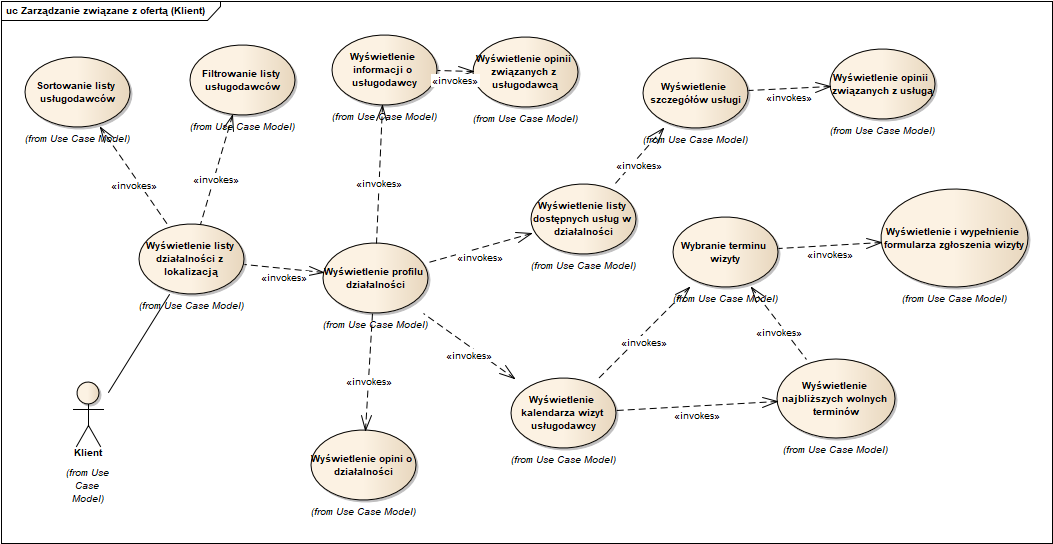 uc Zarządzanie związane z ofertą (Klient)
Sortowanie listy
usługodawców
(from Use Case Model)
Filtrowanie listy
usługodawców
(from Use Case Model)
Wyświetlenie
informacji o
usługodawcy
(from Use Case Model)
«invokes»
Wyświetlenie opinii
związanych z
usługodawcą
(from Use Case Model)
Wyświetlenie
szczegółów usługi
(from Use Case Model)
«invokes»
Wyświetlenie opinii
związanych z usługą
(from Use Case Model)
«invokes»
«invokes»
«invokes»
«invokes»
Wyświetlenie listy
działalności z
lokalizacją
(from Use Case Model)
«invokes»
Wyświetlenie profilu
działalności
(from Use Case Model)
«invokes»
Wyświetlenie listy
dostępnych usług w
działalności
(from Use Case Model)
Wybranie terminu
wizyty
(from Use Case Model)
«invokes»
Wyświetlenie i wypełnienie
formularza zgłoszenia wizyty
(from Use Case Model)
«invokes»
«invokes»
«invokes»
«invokes»
Wyświetlenie
kalendarza wizyt
usługodawcy
(from Use Case Model)
«invokes»
Wyświetlenie
najbliższych wolnych
terminów
(from Use Case Model)
Wyświetlenie opini o
działalności
(from Use Case Model)
Klient
(from Use
Case
Model)